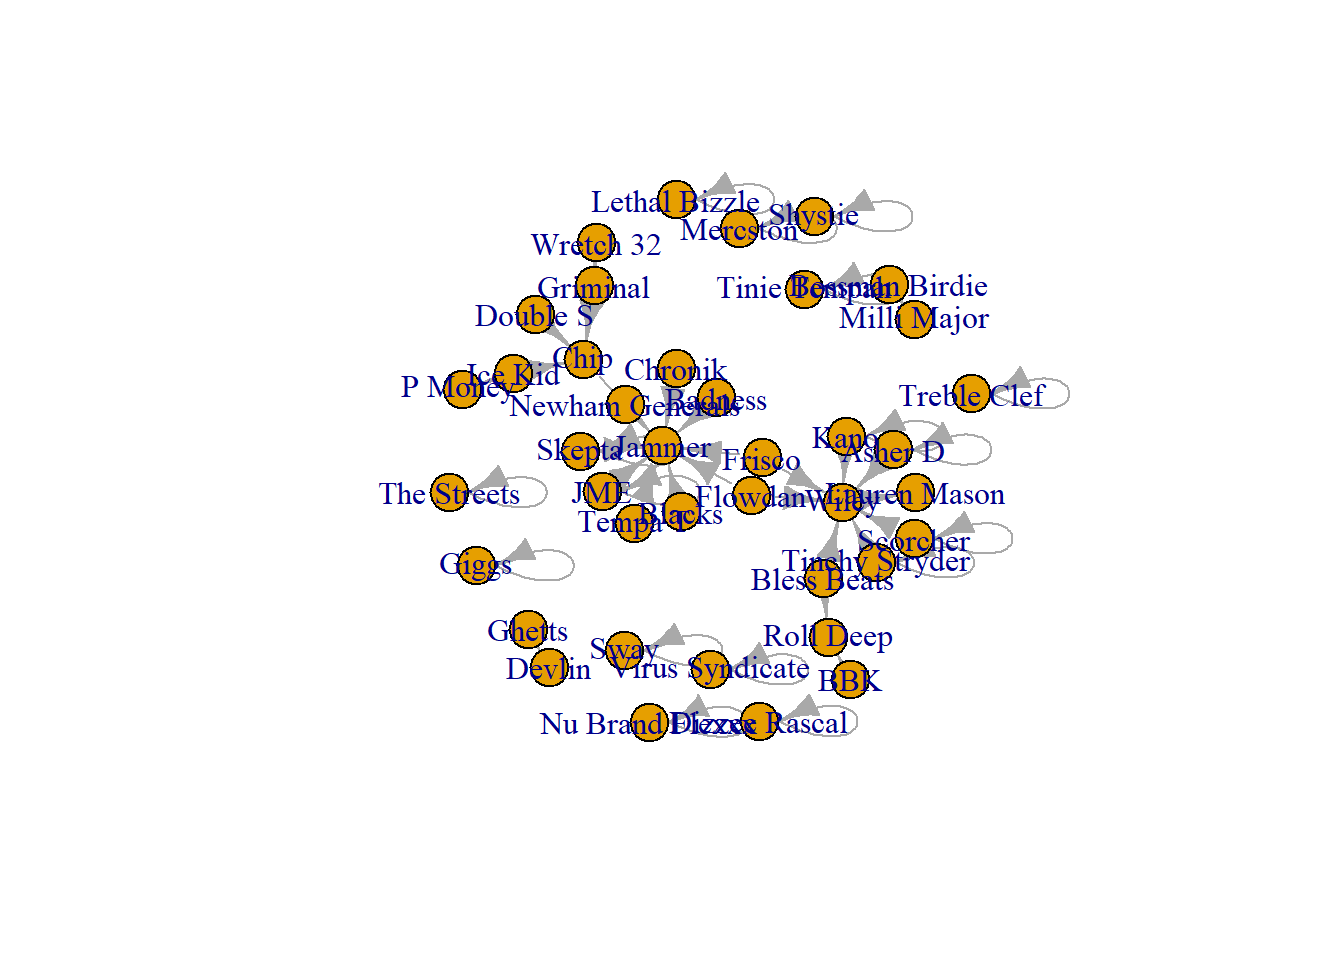 Lethal Bizzle
Shystie
Mercston
Wretch 32
Griminal
Tinie Tempah
Bossman Birdie
Double S
Milli Major
Chip
Chronik
Ice Kid
P Money
Treble Clef
Newham Generals
Badness
Kano
Skepta
Jammer
Asher D
Frisco
The Streets
JME
Flowdan
Wiley
Lauren Mason
Blacks
Tempa T
Scorcher
Tinchy Stryder
Giggs
Bless Beats
Ghetts
Roll Deep
Sway
Devlin
Virus Syndicate
BBK
Nu Brand Flexxx
Dizzee Rascal